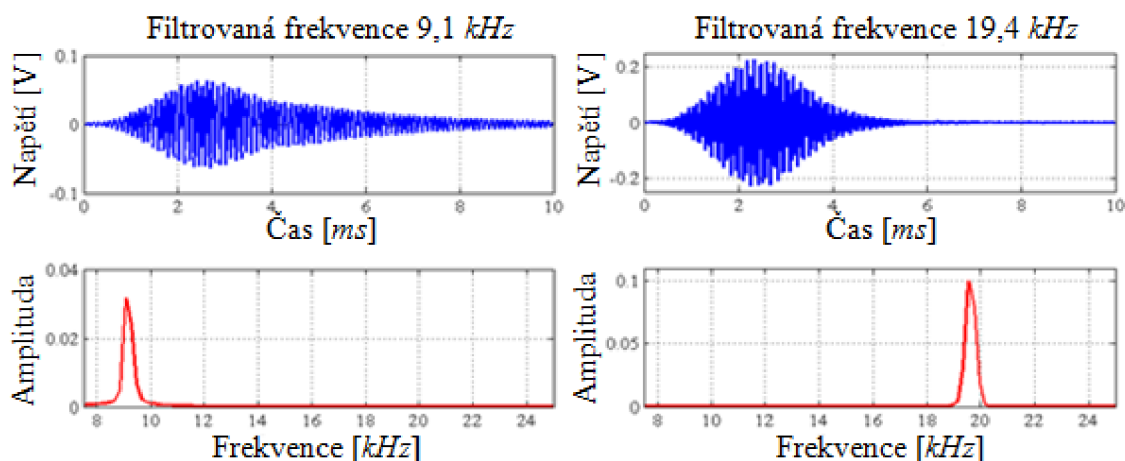 Filtrovaná frekvence 9,1 kHz
Napětí [V]
0.1
0
-0.1
0 2 4 6 8 10
Čas [ms]
Filtrovaná frekvence 19,4 kHz
Napětí [V]
0.2
0
-0.2
0 2 4 6 8 10
Čas [ms]
Amplituda
0.04
0.02
0
8 10 12 14 16 18 20 22 24
Frekvence [kHz]
Amplituda
0.1
0.05
0
8 10 12 14 16 18 20 22 24
Frekvence [kHz]